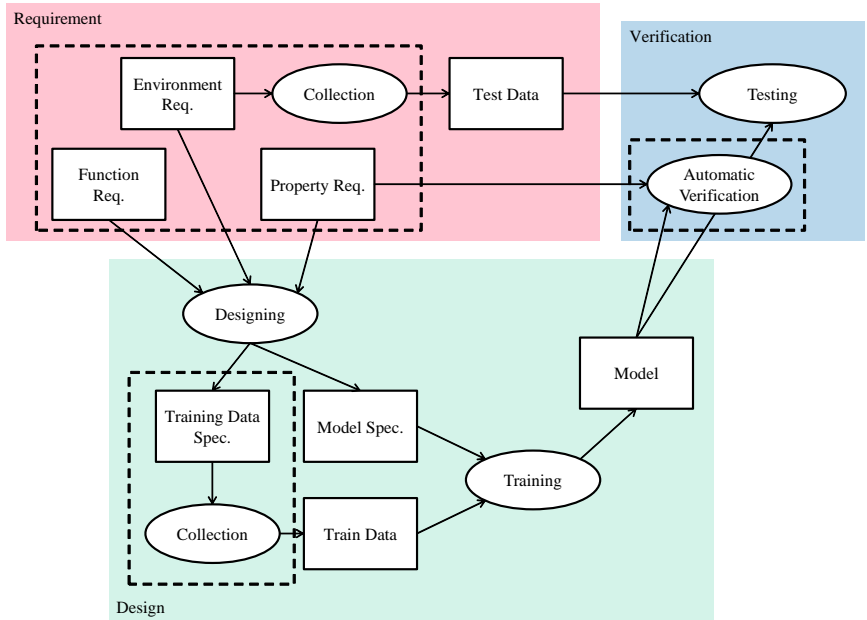 Requirement
Verification
Environment
Req.
Collection
Test Data
Testing
Function
Req.
Property Req.
Automatic
Verification
Designing
Model
Training Data
Spec.
Model Spec.
Training
Collection
Train Data
Design